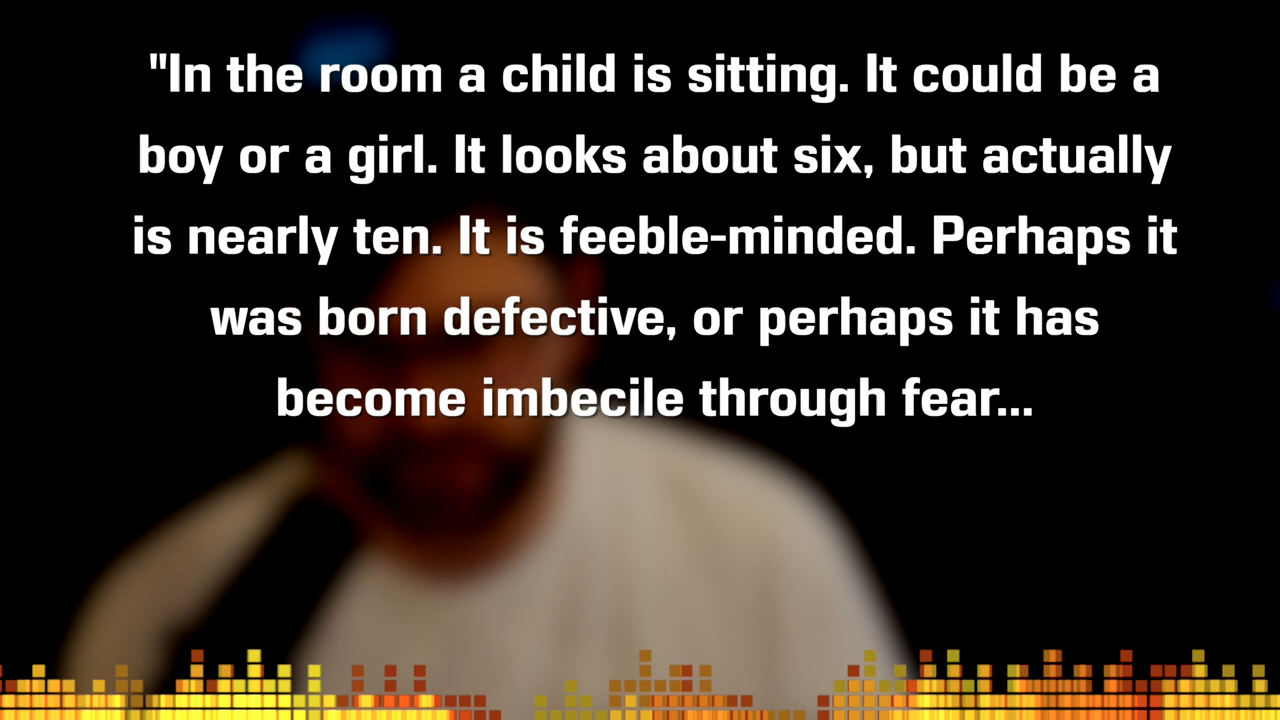 "In the room a child is sitting. It could be a
boy or a girl. It looks about six, but actually
is nearly ten. It is feeble-minded. Perhaps it
was born defective, or perhaps it has
become imbecile through fear...